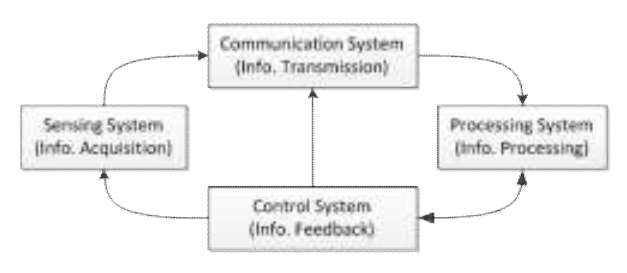 Communication System
(Info. Transmission)
Sensing System
(Info. Acquisition)
Processing System
(Info. Processing)
Control System
(Info. Feedback)